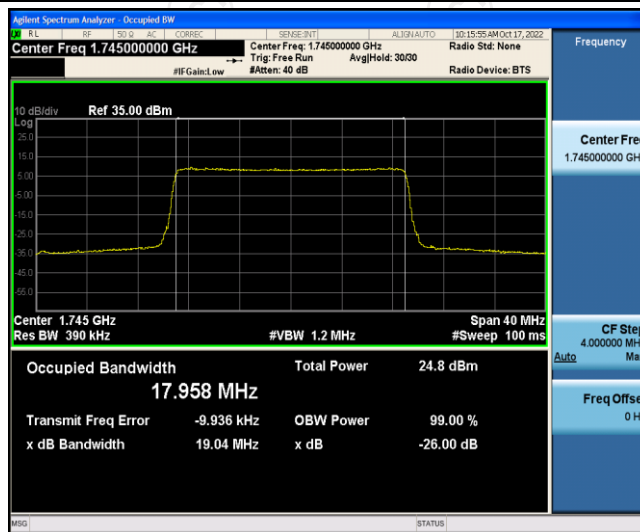 Agilent Spectrum Analyzer - Occupied BW
RL RF 50 Ω AC CORREC SENSE:INT ALIGN AUTO 10:15:55 AM Oct 17, 2022
Center Freq 1.745000000 GHz
Center Freq: 1.745000000 GHz
Radio Std: None
Trig: Free Run Avg|Hold: 30/30
#IFGain:Low #Atten: 40 dB Radio Device: BTS
10 dB/div Ref 35.00 dBm
Log
25.0
15.0
5.00
-5.00
-15.0
-25.0
-35.0
-45.0
-55.0
Center 1.745 GHz Span 40 MHz
Res BW 390 kHz #VBW 1.2 MHz #Sweep 100 ms
Occupied Bandwidth Total Power 24.8 dBm
17.958 MHz
Transmit Freq Error -9.936 kHz OBW Power 99.00 %
x dB Bandwidth 19.04 MHz x dB -26.00 dB
MSG STATUS
Frequency
Center Fre
1.745000000 GH
CF Step
4.000000 MH
Auto Ma
Freq Offse
0 H